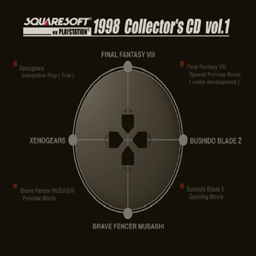 SQUARESOFT
on PLAYSTATION
1998 Collector's CD vol.1
FINAL FANTASY VIII
Xenogears
Interactive Play ( Trial )
Final Fantasy VIII
Special Preview Movie
( under development )
XENOGEARS
BUSHIDO BLADE 2
Brave Fencer MUSASHI
Preview Movie
Bushido Blade 2
Opening Movie
BRAVE FENCER MUSASHI